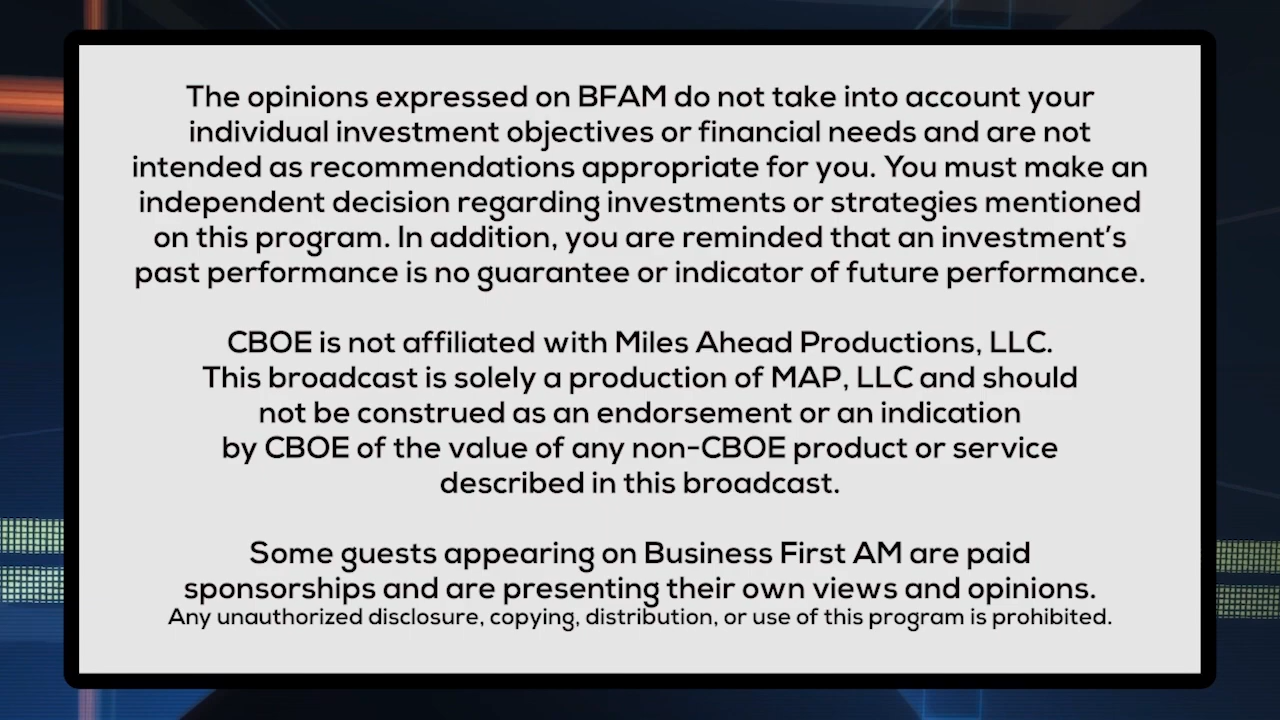 The opinions expressed on BFAM do not take into account your
individual investment objectives or financial needs and are not
intended as recommendations appropriate for you. You must make an
independent decision regarding investments or strategies mentioned
on this program. In addition, you are reminded that an investment's
past performance is no guarantee or indicator of future performance.
CBOE is not affiliated with Miles Ahead Productions, LLC.
This broadcast is solely a production of MAP, LLC and should
not be construed as an endorsement or an indication
by CBOE of the value of any non-CBOE product or service
described in this broadcast.
Some guests appearing on Business First AM are paid
sponsorships and are presenting their own views and opinions.
Any unauthorized disclosure, copying, distribution, or use of this program is prohibited.